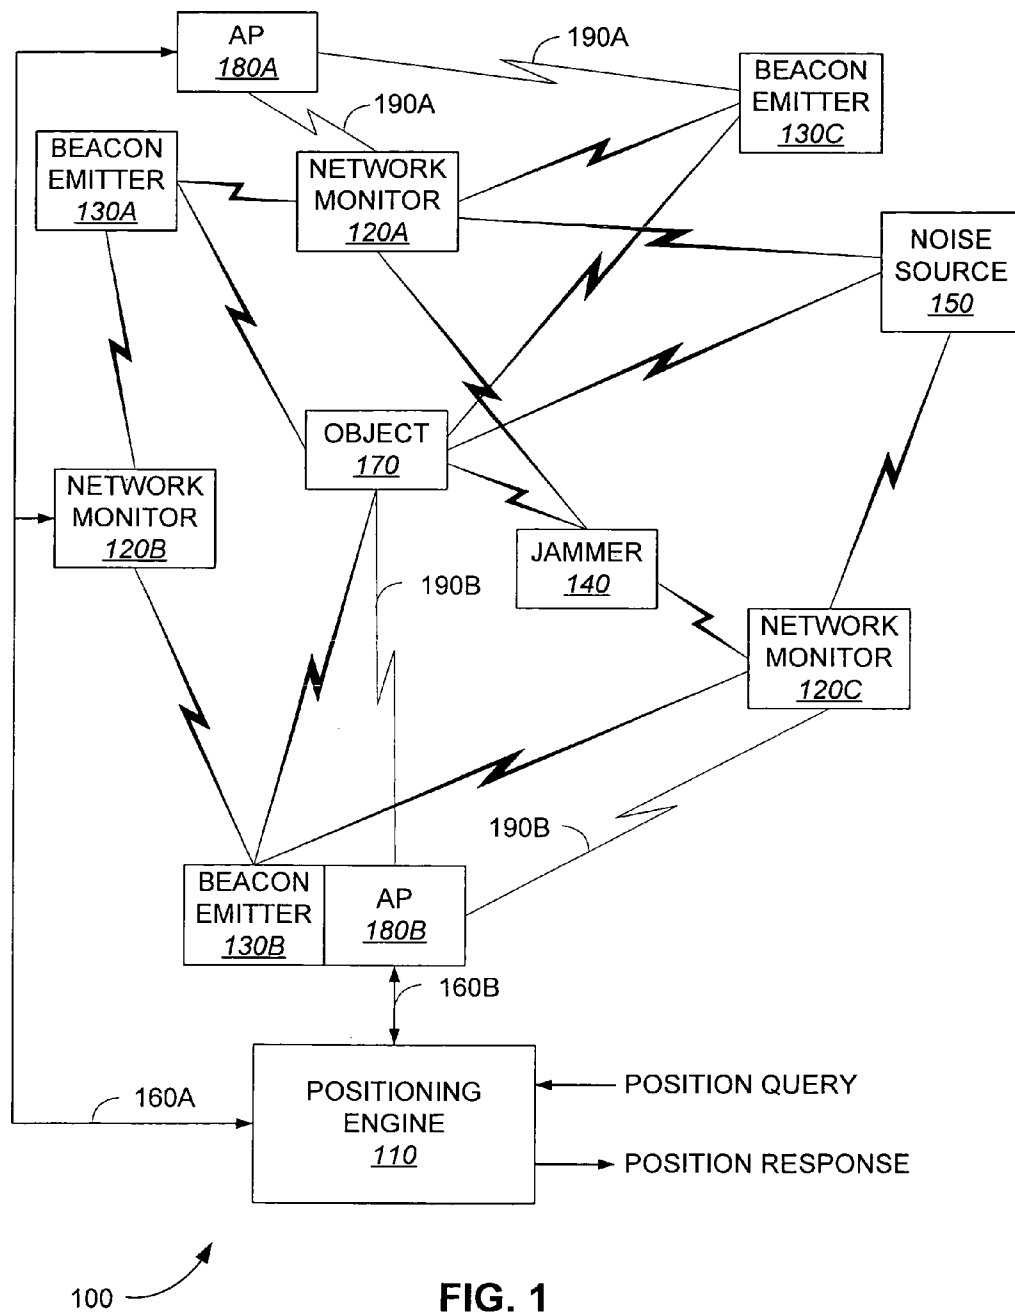 AP
180A
190A
BEACON
EMITTER
130C
190A
BEACON
EMITTER
130A
NETWORK
MONITOR
120A
NOISE
SOURCE
150
OBJECT
170
NETWORK
MONITOR
120B
JAMMER
140
190B
NETWORK
MONITOR
120C
190B
BEACON
EMITTER
130B
AP
180B
160B
POSITIONING
ENGINE
110
160A
POSITION QUERY
POSITION RESPONSE
100
FIG. 1